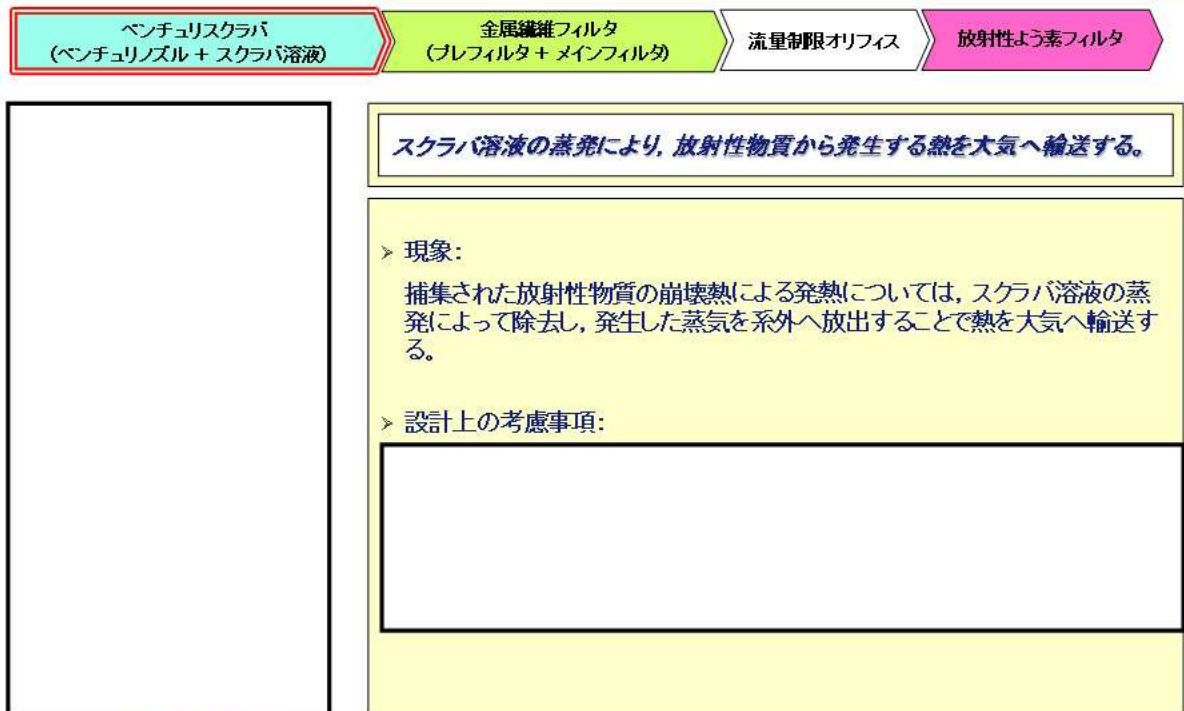 ベンチュリスクラバ
(ベンチュリノズル + スクラバ溶液)
金属繊維フィルタ
(プレフィルタ + メインフィルタ)
流量制限オリフィス
放射性よう素フィルタ
スクラバ溶液の蒸発により, 放射性物質から発生する熱を大気へ輸送する。
➢ 現象:
捕集された放射性物質の崩壊熱による発熱については, スクラバ溶液の蒸
発によって除去し, 発生した蒸気を系外へ放出することで熱を大気へ輸送す
る。
➢ 設計上の考慮事項: